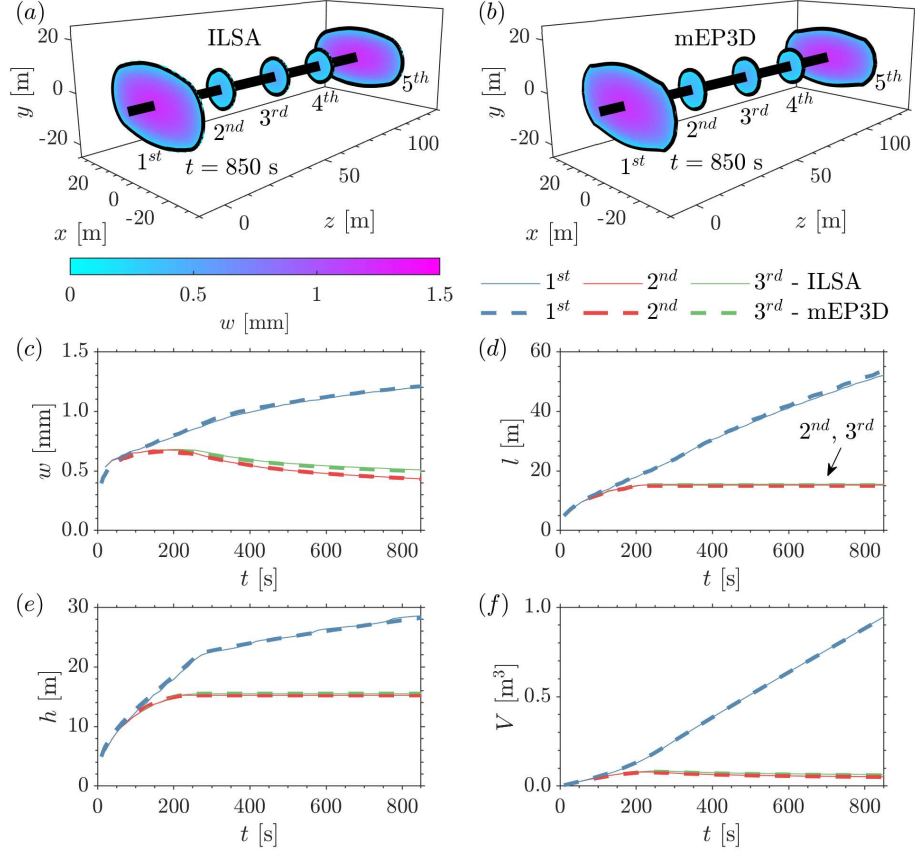 (a)
ILSA
20
0
-20
y [m]
1st
2nd
3rd
4th
5th
t = 850 s
20
0
-20
x [m]
0
50
100
z [m]
(b)
mEP3D
20
0
-20
y [m]
1st
2nd
3rd
4th
5th
t = 850 s
20
0
-20
x [m]
0
50
100
z [m]
0 0.5 1 1.5
w [mm]
1st 2nd 3rd - ILSA
1st 2nd 3rd - mEP3D
(c)
1.5
1.0
0.5
0.0
w [mm]
0 200 400 600 800
t [s]
(d)
60
40
20
0
l [m]
2nd, 3rd
0 200 400 600 800
t [s]
(e)
30
20
10
0
h [m]
0 200 400 600 800
t [s]
(f)
1.0
0.5
0.0
V [m³]
0 200 400 600 800
t [s]